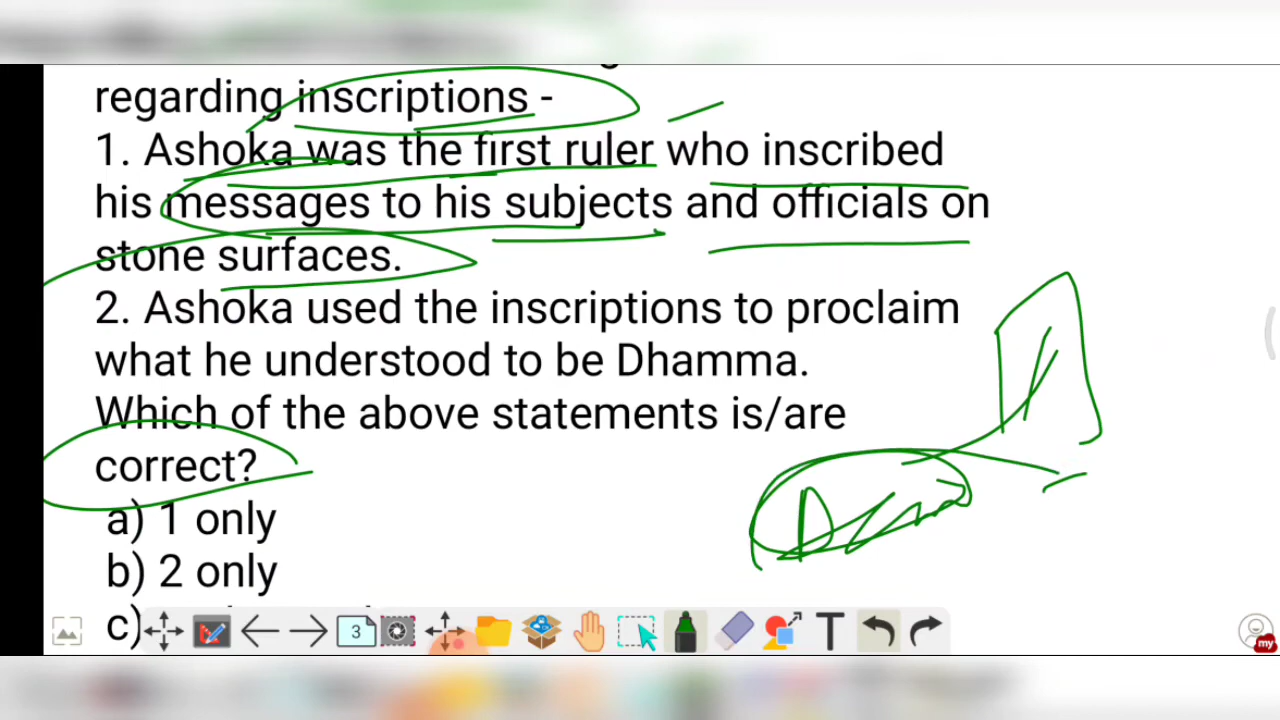 regarding inscriptions -
1. Ashoka was the first ruler who inscribed
his messages to his subjects and officials on
stone surfaces.
2. Ashoka used the inscriptions to proclaim
what he understood to be Dhamma.
Which of the above statements is/are
correct?
a) 1 only
b) 2 only
c)
3
T
my